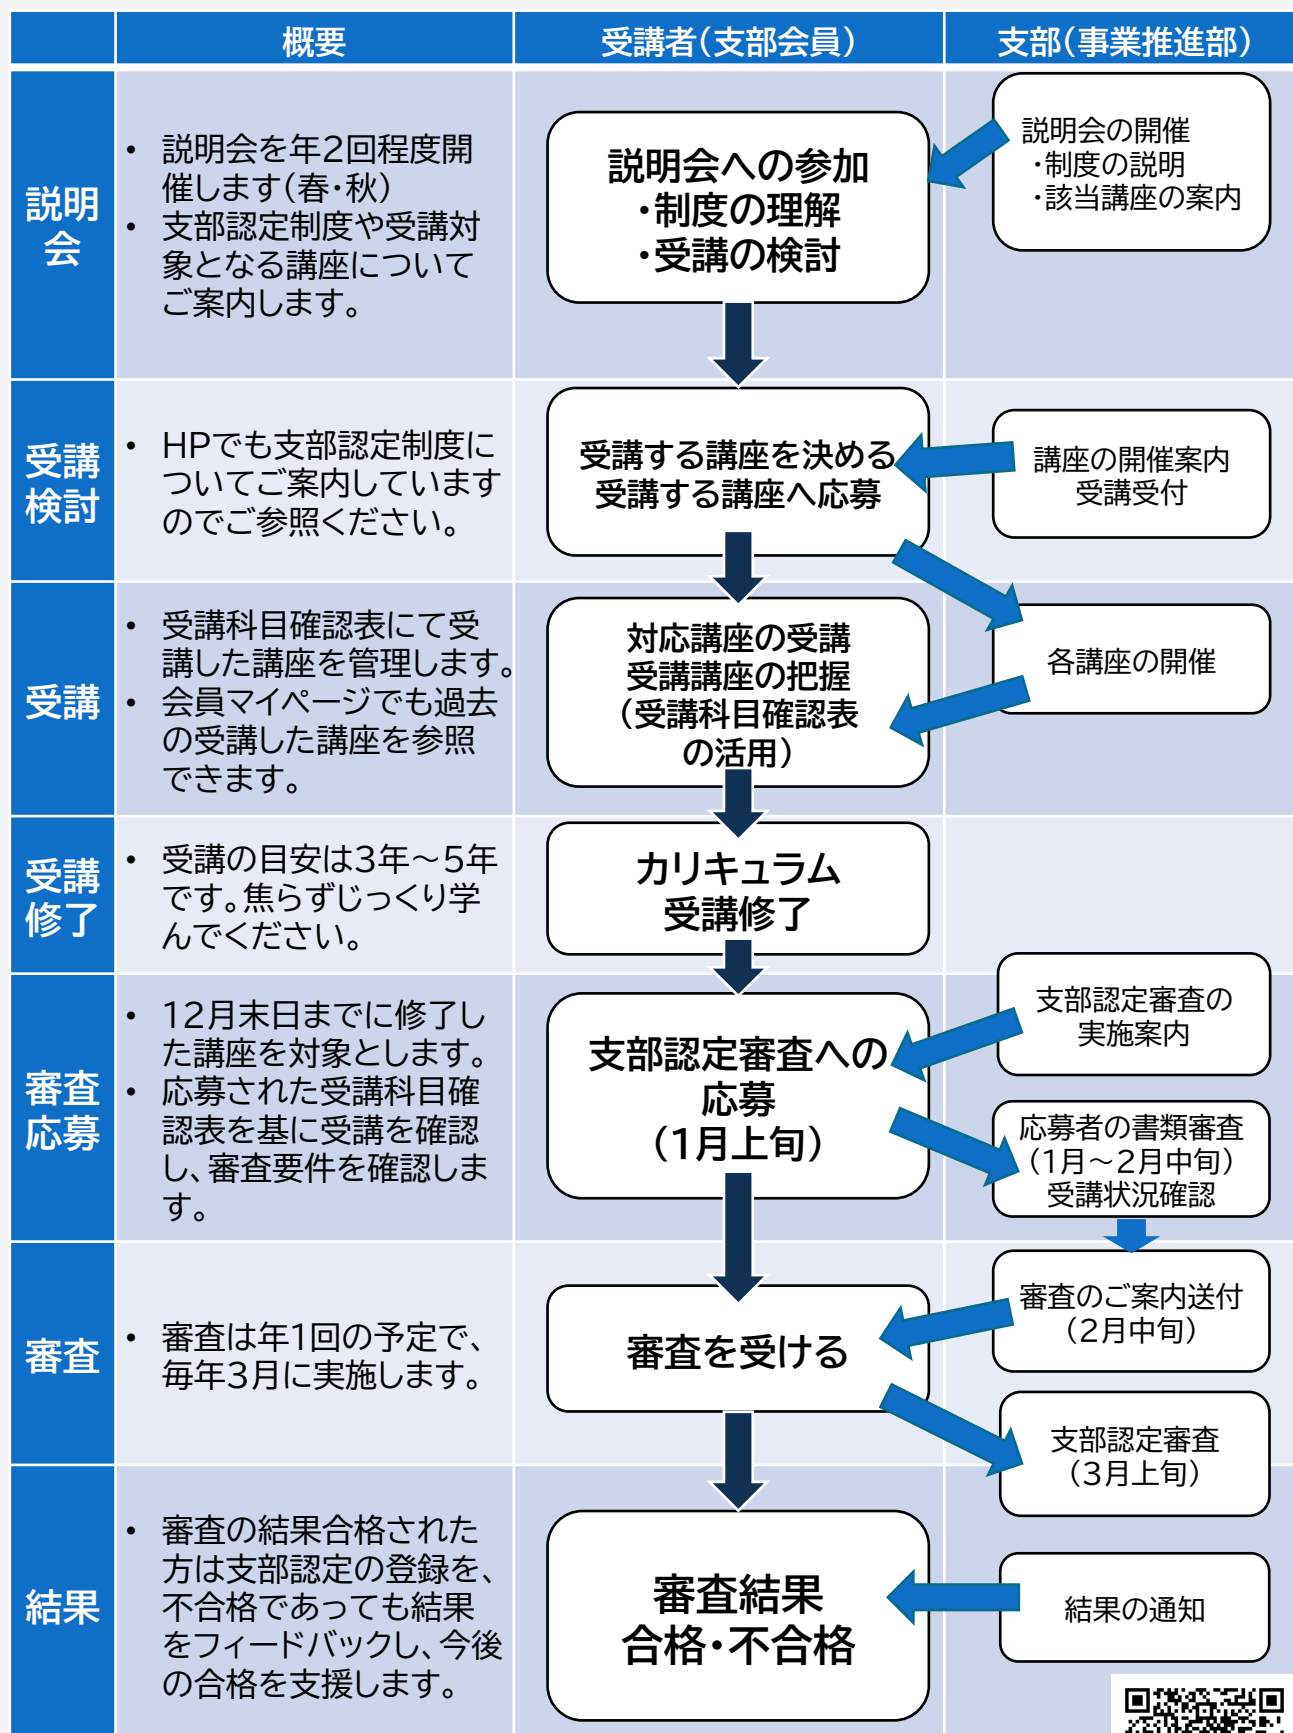 概要
受講者(支部会員)
支部(事業推進部)
説明
会
• 説明会を年2回程度開
催します(春・秋)
• 支部認定制度や受講対
象となる講座について
ご案内します。
説明会への参加
・制度の理解
・受講の検討
説明会の開催
・制度の説明
・該当講座の案内
受講
検討
• HPでも支部認定制度に
ついてご案内しています
のでご参照ください。
受講する講座を決める
受講する講座へ応募
講座の開催案内
受講受付
受講
• 受講科目確認表にて受
講した講座を管理します。
• 会員マイページでも過去
の受講した講座を参照
できます。
対応講座の受講
受講講座の把握
(受講科目確認表
の活用)
各講座の開催
受講
修了
• 受講の目安は3年～5年
です。焦らずじっくり学
んでください。
カリキュラム
受講修了
審査
応募
• 12月末日までに修了し
た講座を対象とします。
• 応募された受講科目確
認表を基に受講を確認
し、審査要件を確認しま
す。
支部認定審査への
応募
(1月上旬)
支部認定審査の
実施案内
応募者の書類審査
(1月～2月中旬)
受講状況確認
審査
• 審査は年1回の予定で、
毎年3月に実施します。
審査を受ける
審査のご案内送付
(2月中旬)
支部認定審査
(3月上旬)
結果
• 審査の結果合格された
方は支部認定の登録を、
不合格であっても結果
をフィードバックし、今後
の合格を支援します。
審査結果
合格・不合格
結果の通知